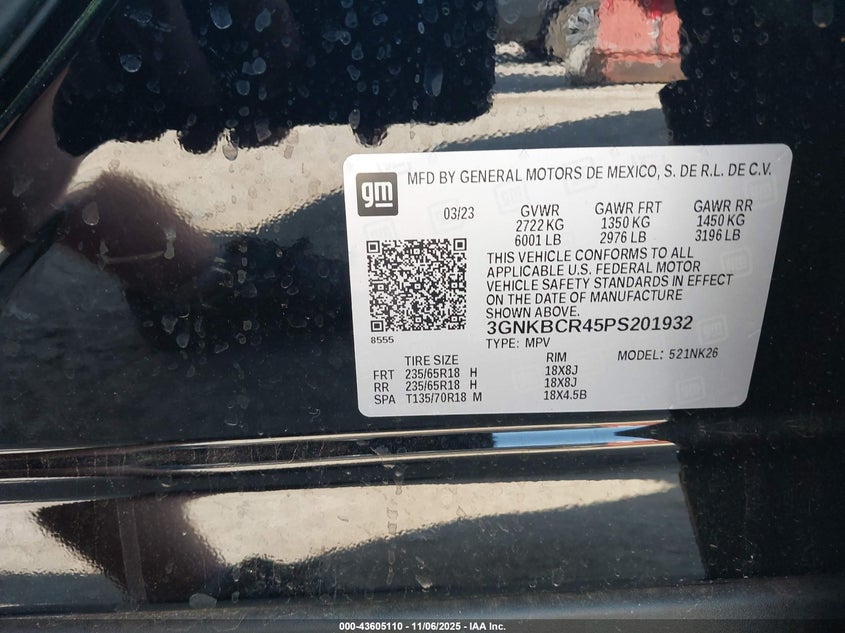 gm
MFD BY GENERAL MOTORS DE MEXICO, S. DE R.L. DE C.V.
03/23 GVWR GAWR FRT GAWR RR
2722 KG 1350 KG 1450 KG
6001 LB 2976 LB 3196 LB
THIS VEHICLE CONFORMS TO ALL
APPLICABLE U.S. FEDERAL MOTOR
VEHICLE SAFETY STANDARDS IN EFFECT
ON THE DATE OF MANUFACTURE
SHOWN ABOVE.
3GNKBCR45PS201932
8555
TYPE: MPV MODEL: 521NK26
TIRE SIZE RIM
FRT 235/65R18 H 18X8J
RR 235/65R18 H 18X8J
SPA T135/70R18 M 18X4.5B
000-43605110 - 11/06/2025 - IAA Inc.